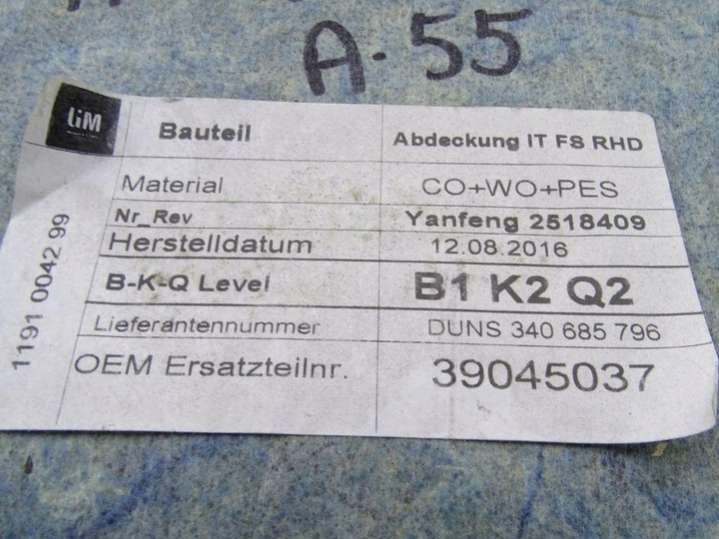 A-55
GM
Bauteil Abdeckung IT FS RHD
Material CO+WO+PES
Nr_Rev Yanfeng 2518409
Herstelldatum 12.08.2016
B-K-Q Level B1 K2 Q2
Lieferantennummer DUNS 340 685 796
OEM Ersatzteilnr. 39045037
1191 0042 99